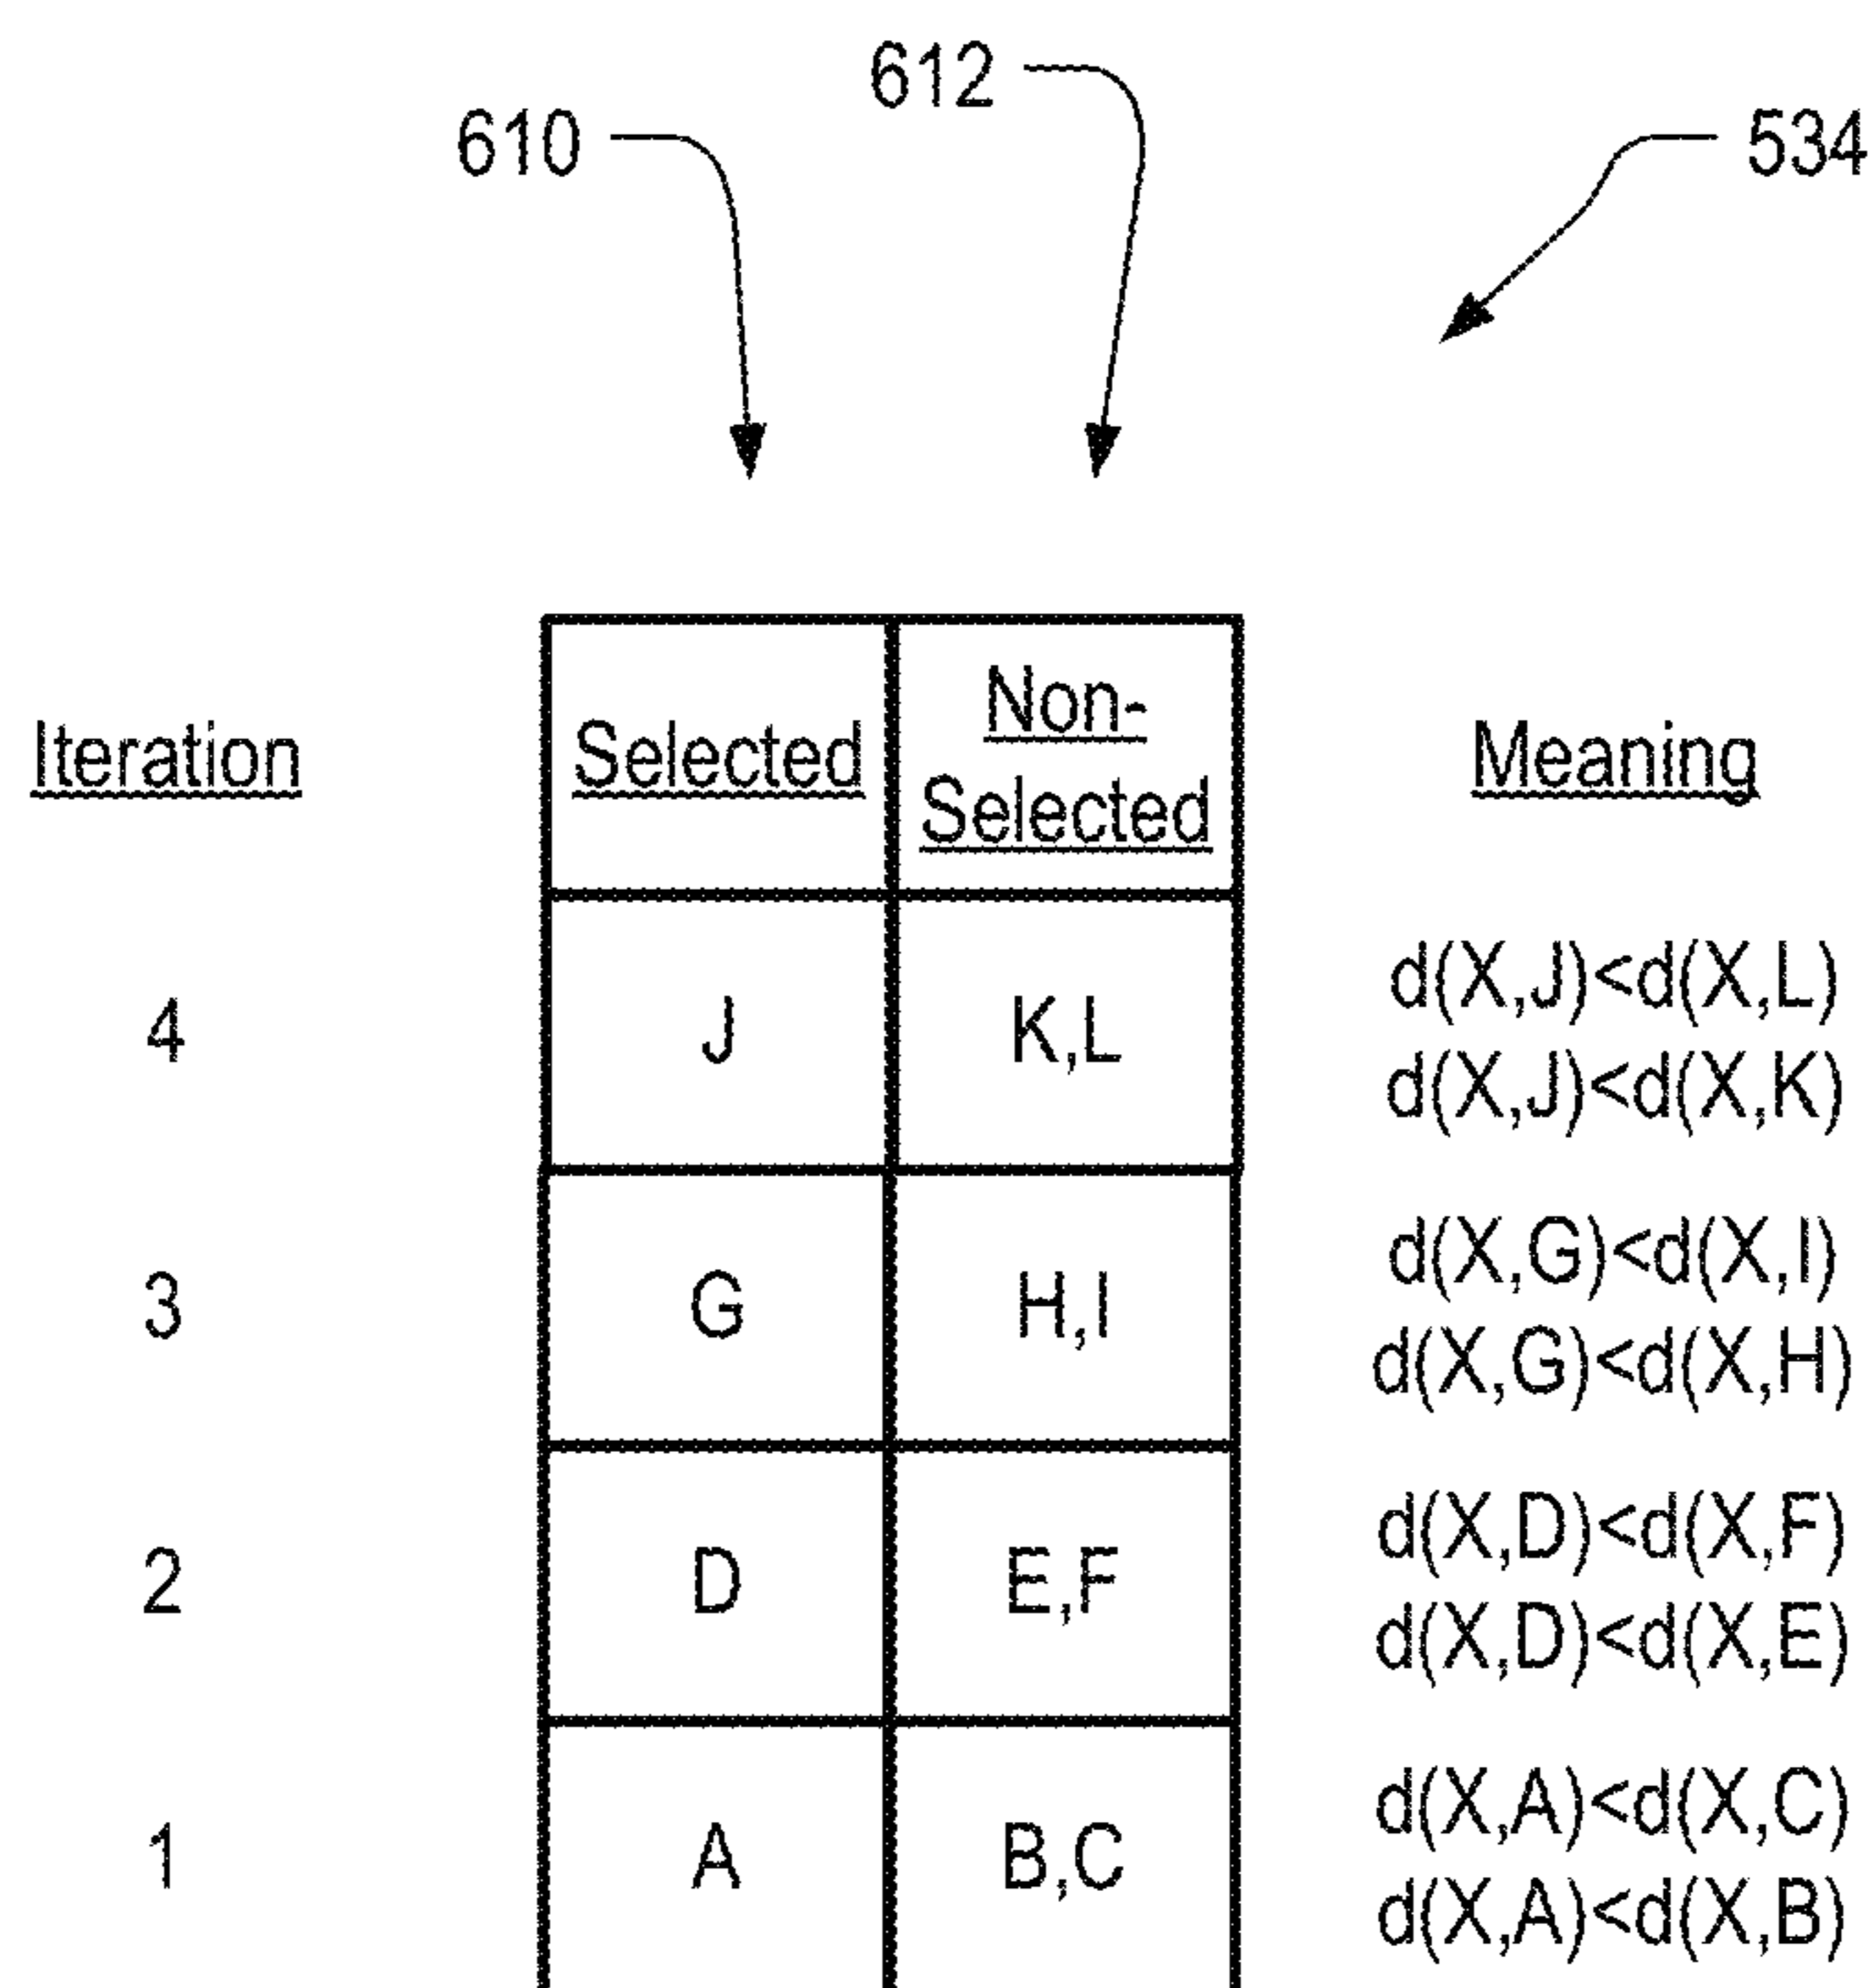 612
610
534
Iteration
Selected
Non-
Selected
Meaning
4
J
K,L
d(X,J)<d(X,L)
d(X,J)<d(X,K)
3
G
H,I
d(X,G)<d(X,I)
d(X,G)<d(X,H)
2
D
E,F
d(X,D)<d(X,F)
d(X,D)<d(X,E)
1
A
B,C
d(X,A)<d(X,C)
d(X,A)<d(X,B)